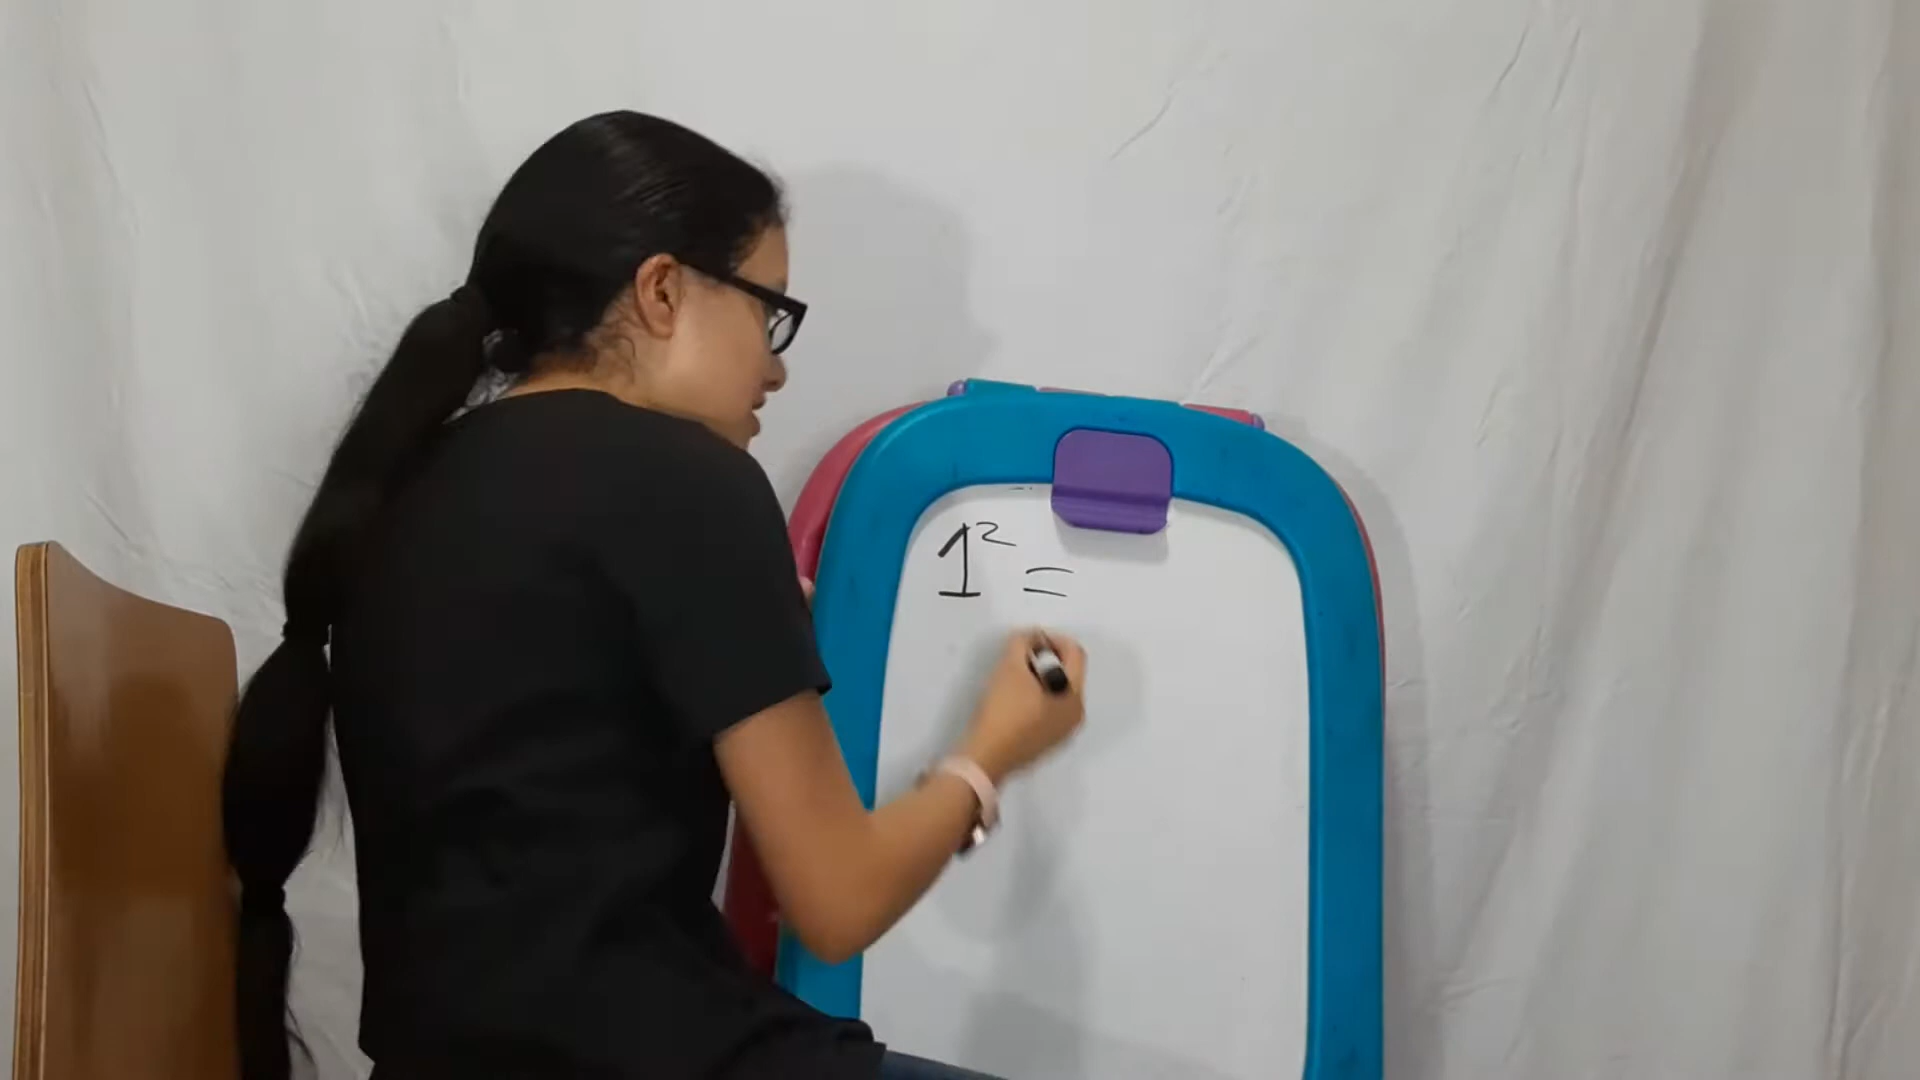 1² =